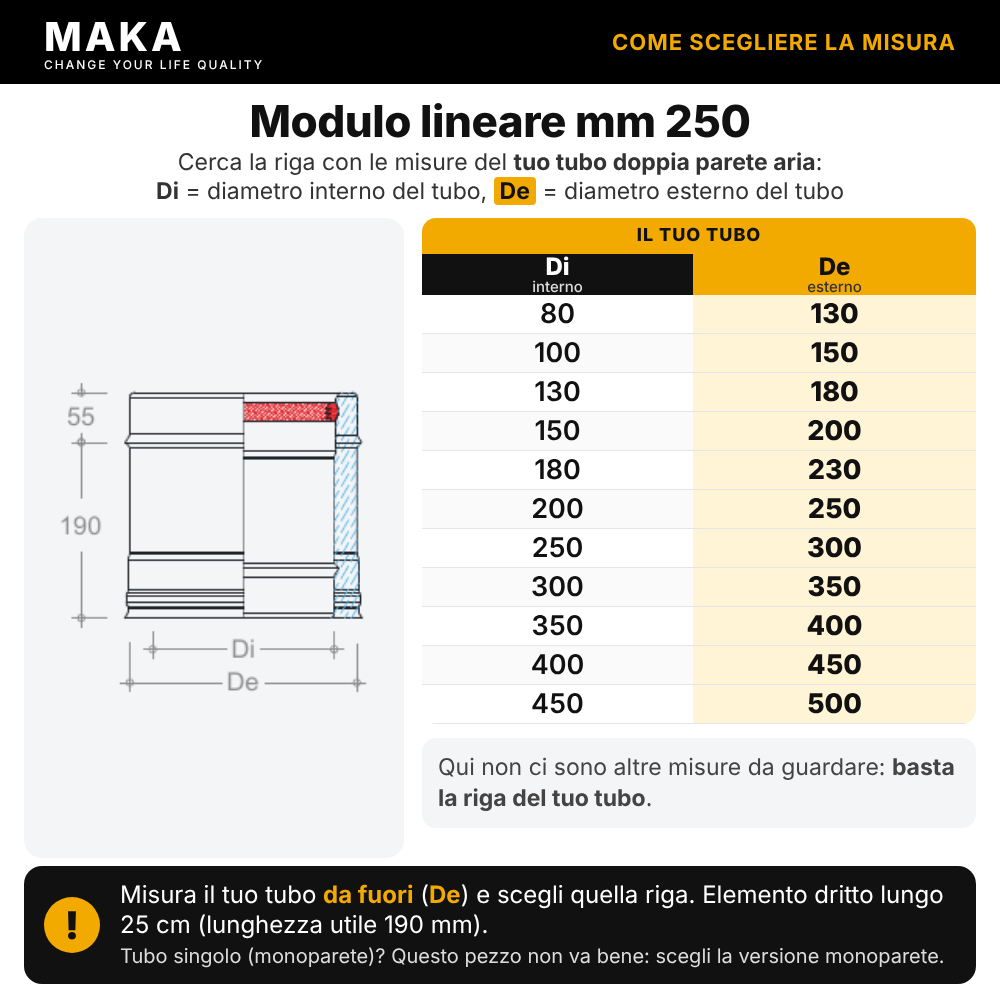 MAKA
CHANGE YOUR LIFE QUALITY
COME SCEGLIERE LA MISURA
Modulo lineare mm 250
Cerca la riga con le misure del tuo tubo doppia parete aria:
Di = diametro interno del tubo, De = diametro esterno del tubo
55
190
Di
De
IL TUO TUBO
Di De
interno esterno
80 130
100 150
130 180
150 200
180 230
200 250
250 300
300 350
350 400
400 450
450 500
Qui non ci sono altre misure da guardare: basta
la riga del tuo tubo.
!
Misura il tuo tubo da fuori (De) e scegli quella riga. Elemento dritto lungo
25 cm (lunghezza utile 190 mm).
Tubo singolo (monoparete)? Questo pezzo non va bene: scegli la versione monoparete.